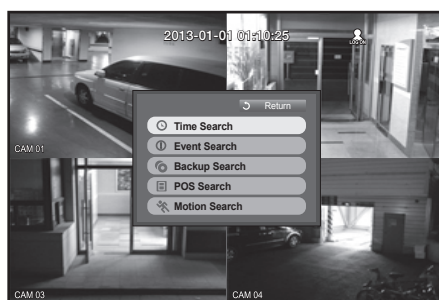 2013-01-01 01:10:25
LOG ON
Return
Time Search
Event Search
CAM 01
Backup Search
POS Search
Motion Search
CAM 03
CAM 04